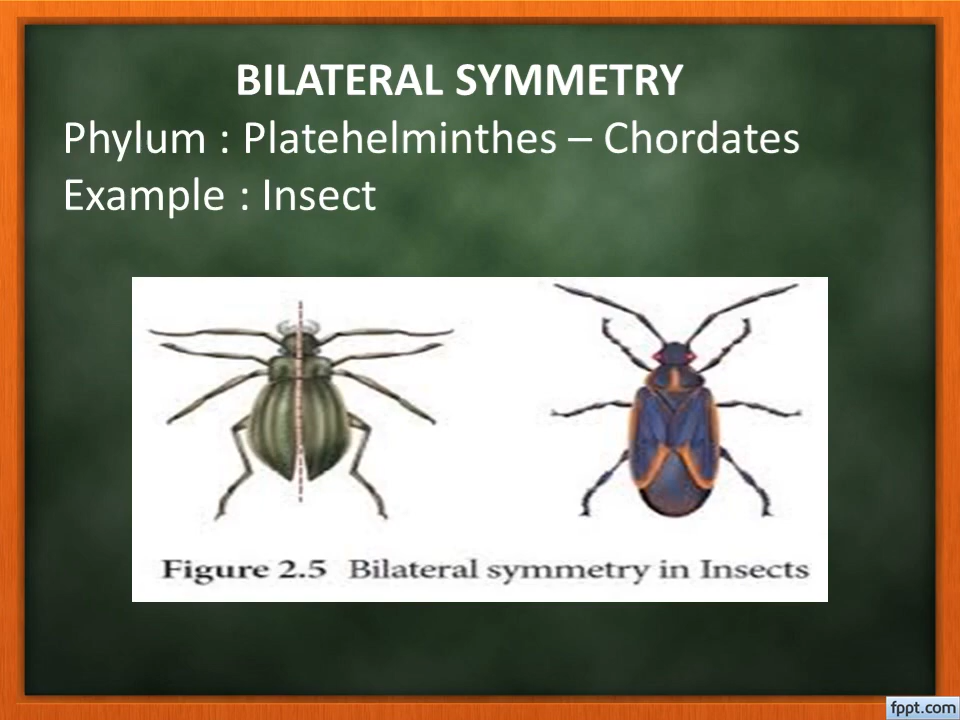 BILATERAL SYMMETRY
Phylum : Platehelminthes – Chordates
Example : Insect
Figure 2.5 Bilateral symmetry in Insects
fppt.com